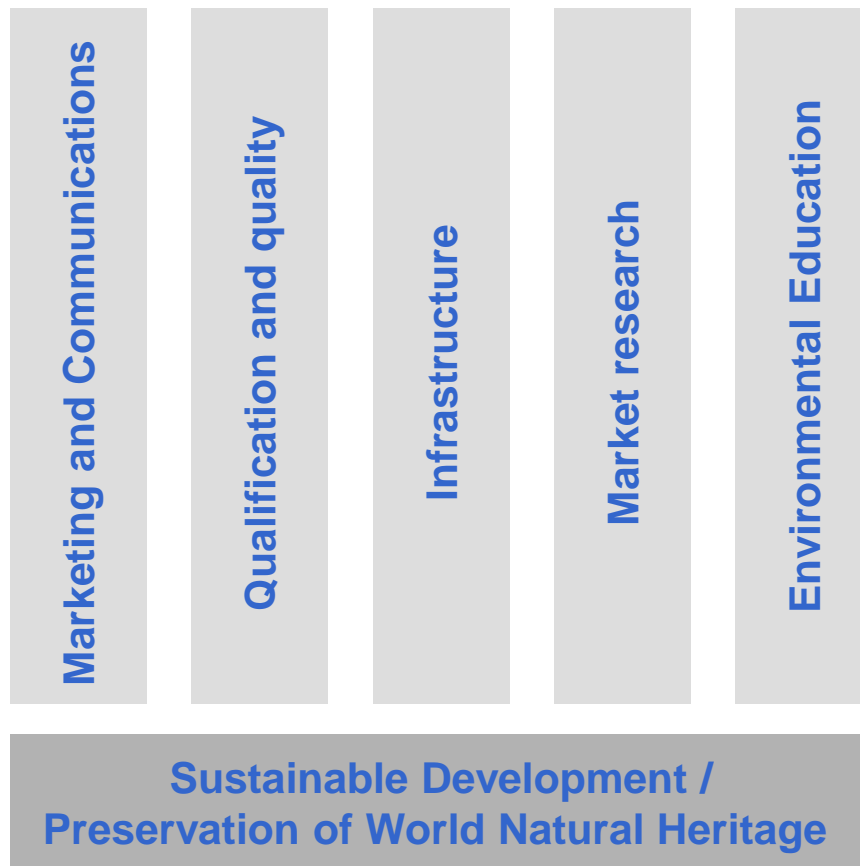 Marketing and Communications
Qualification and quality
Infrastructure
Market research
Environmental Education
Sustainable Development /
Preservation of World Natural Heritage